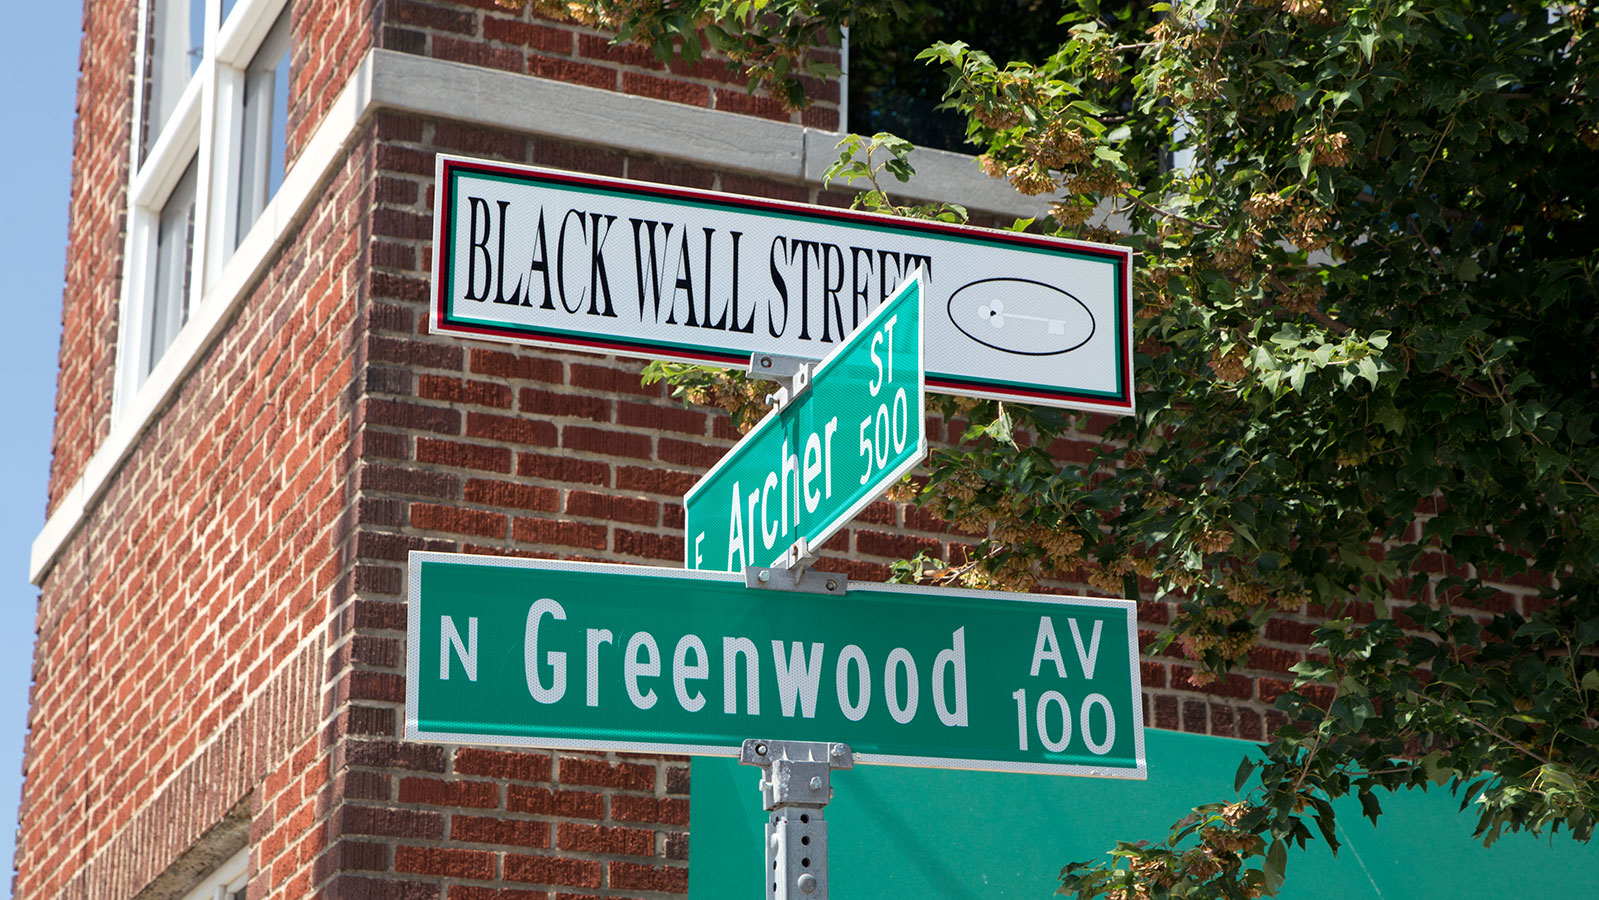 BLACK WALL STREET
E Archer ST
500
N Greenwood AV
100